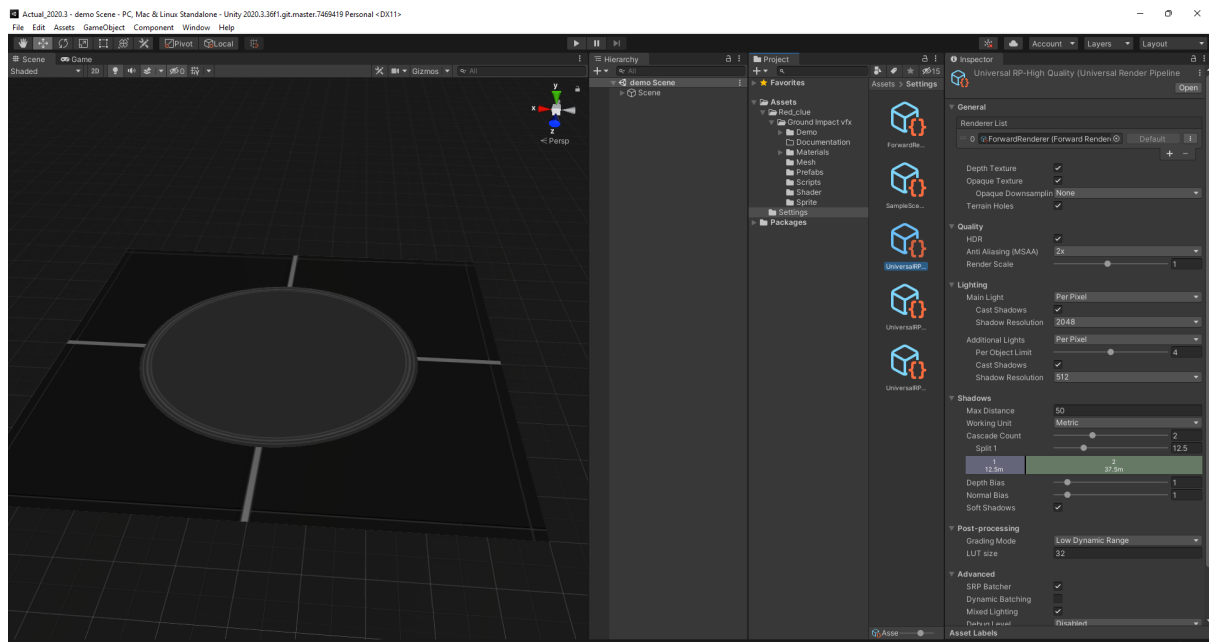 Actual_2020.3 - demo Scene - PC, Mac & Linux Standalone - Unity 2020.3.36f1.git.master.7469419 Personal <DX11>
File Edit Assets GameObject Component Window Help
Pivot Local
Account Layers Layout
Scene Game
Shaded 2D 0 Gizmos All
y
x
z
Persp
Hierarchy
All
demo Scene
Scene
Project
15
Favorites
Assets
Red_clue
Ground Impact vfx
Demo
Documentation
Materials
Mesh
Prefabs
Scripts
Shader
Sprite
Settings
Packages
Assets > Settings
ForwardRe...
SampleSce...
UniversalRP...
UniversalRP...
UniversalRP...
Asse
Inspector
Universal RP-High Quality (Universal Render Pipeline
Open
General
Renderer List
0 ForwardRenderer (Forward Render Default
+ -
Depth Texture
Opaque Texture
Opaque Downsamplin None
Terrain Holes
Quality
HDR
Anti Aliasing (MSAA) 2x
Render Scale 1
Lighting
Main Light Per Pixel
Cast Shadows
Shadow Resolution 2048
Additional Lights Per Pixel
Per Object Limit 4
Cast Shadows
Shadow Resolution 512
Shadows
Max Distance 50
Working Unit Metric
Cascade Count 2
Split 1 12.5
1 2
12.5m 37.5m
Depth Bias 1
Normal Bias 1
Soft Shadows
Post-processing
Grading Mode Low Dynamic Range
LUT size 32
Advanced
SRP Batcher
Dynamic Batching
Mixed Lighting
Debug Level Disabled
Asset Labels